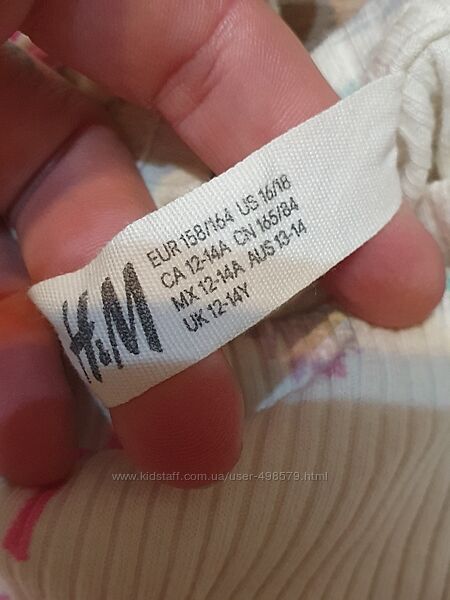 H&M
EUR 158/164 US 16/18
CA 12-14A CN 165/84
MX 12-14A AUS 13-14
UK 12-14Y
www.kidstaff.com.ua/user-498579.html